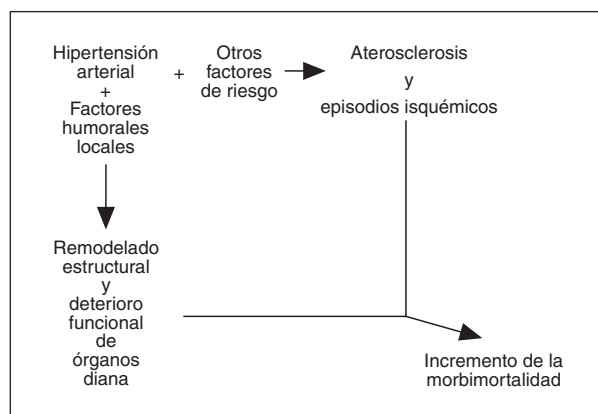 Hipertensión
arterial
+
Factores
humorales
locales
+
Otros
factores
de riesgo
Aterosclerosis
y
episodios isquémicos
Remodelado
estructural
y
deterioro
funcional
de
órganos
diana
Incremento de la
morbimortalidad